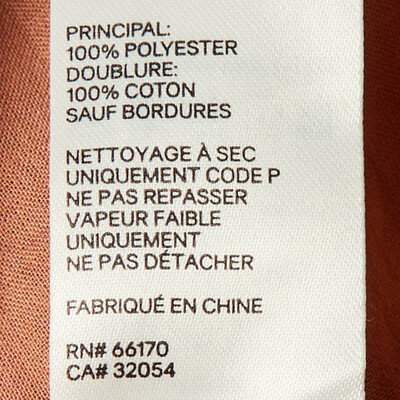 PRINCIPAL:
100% POLYESTER
DOUBLURE:
100% COTON
SAUF BORDURES
NETTOYAGE À SEC
UNIQUEMENT CODE P
NE PAS REPASSER
VAPEUR FAIBLE
UNIQUEMENT
NE PAS DÉTACHER
FABRIQUÉ EN CHINE
RN# 66170
CA# 32054